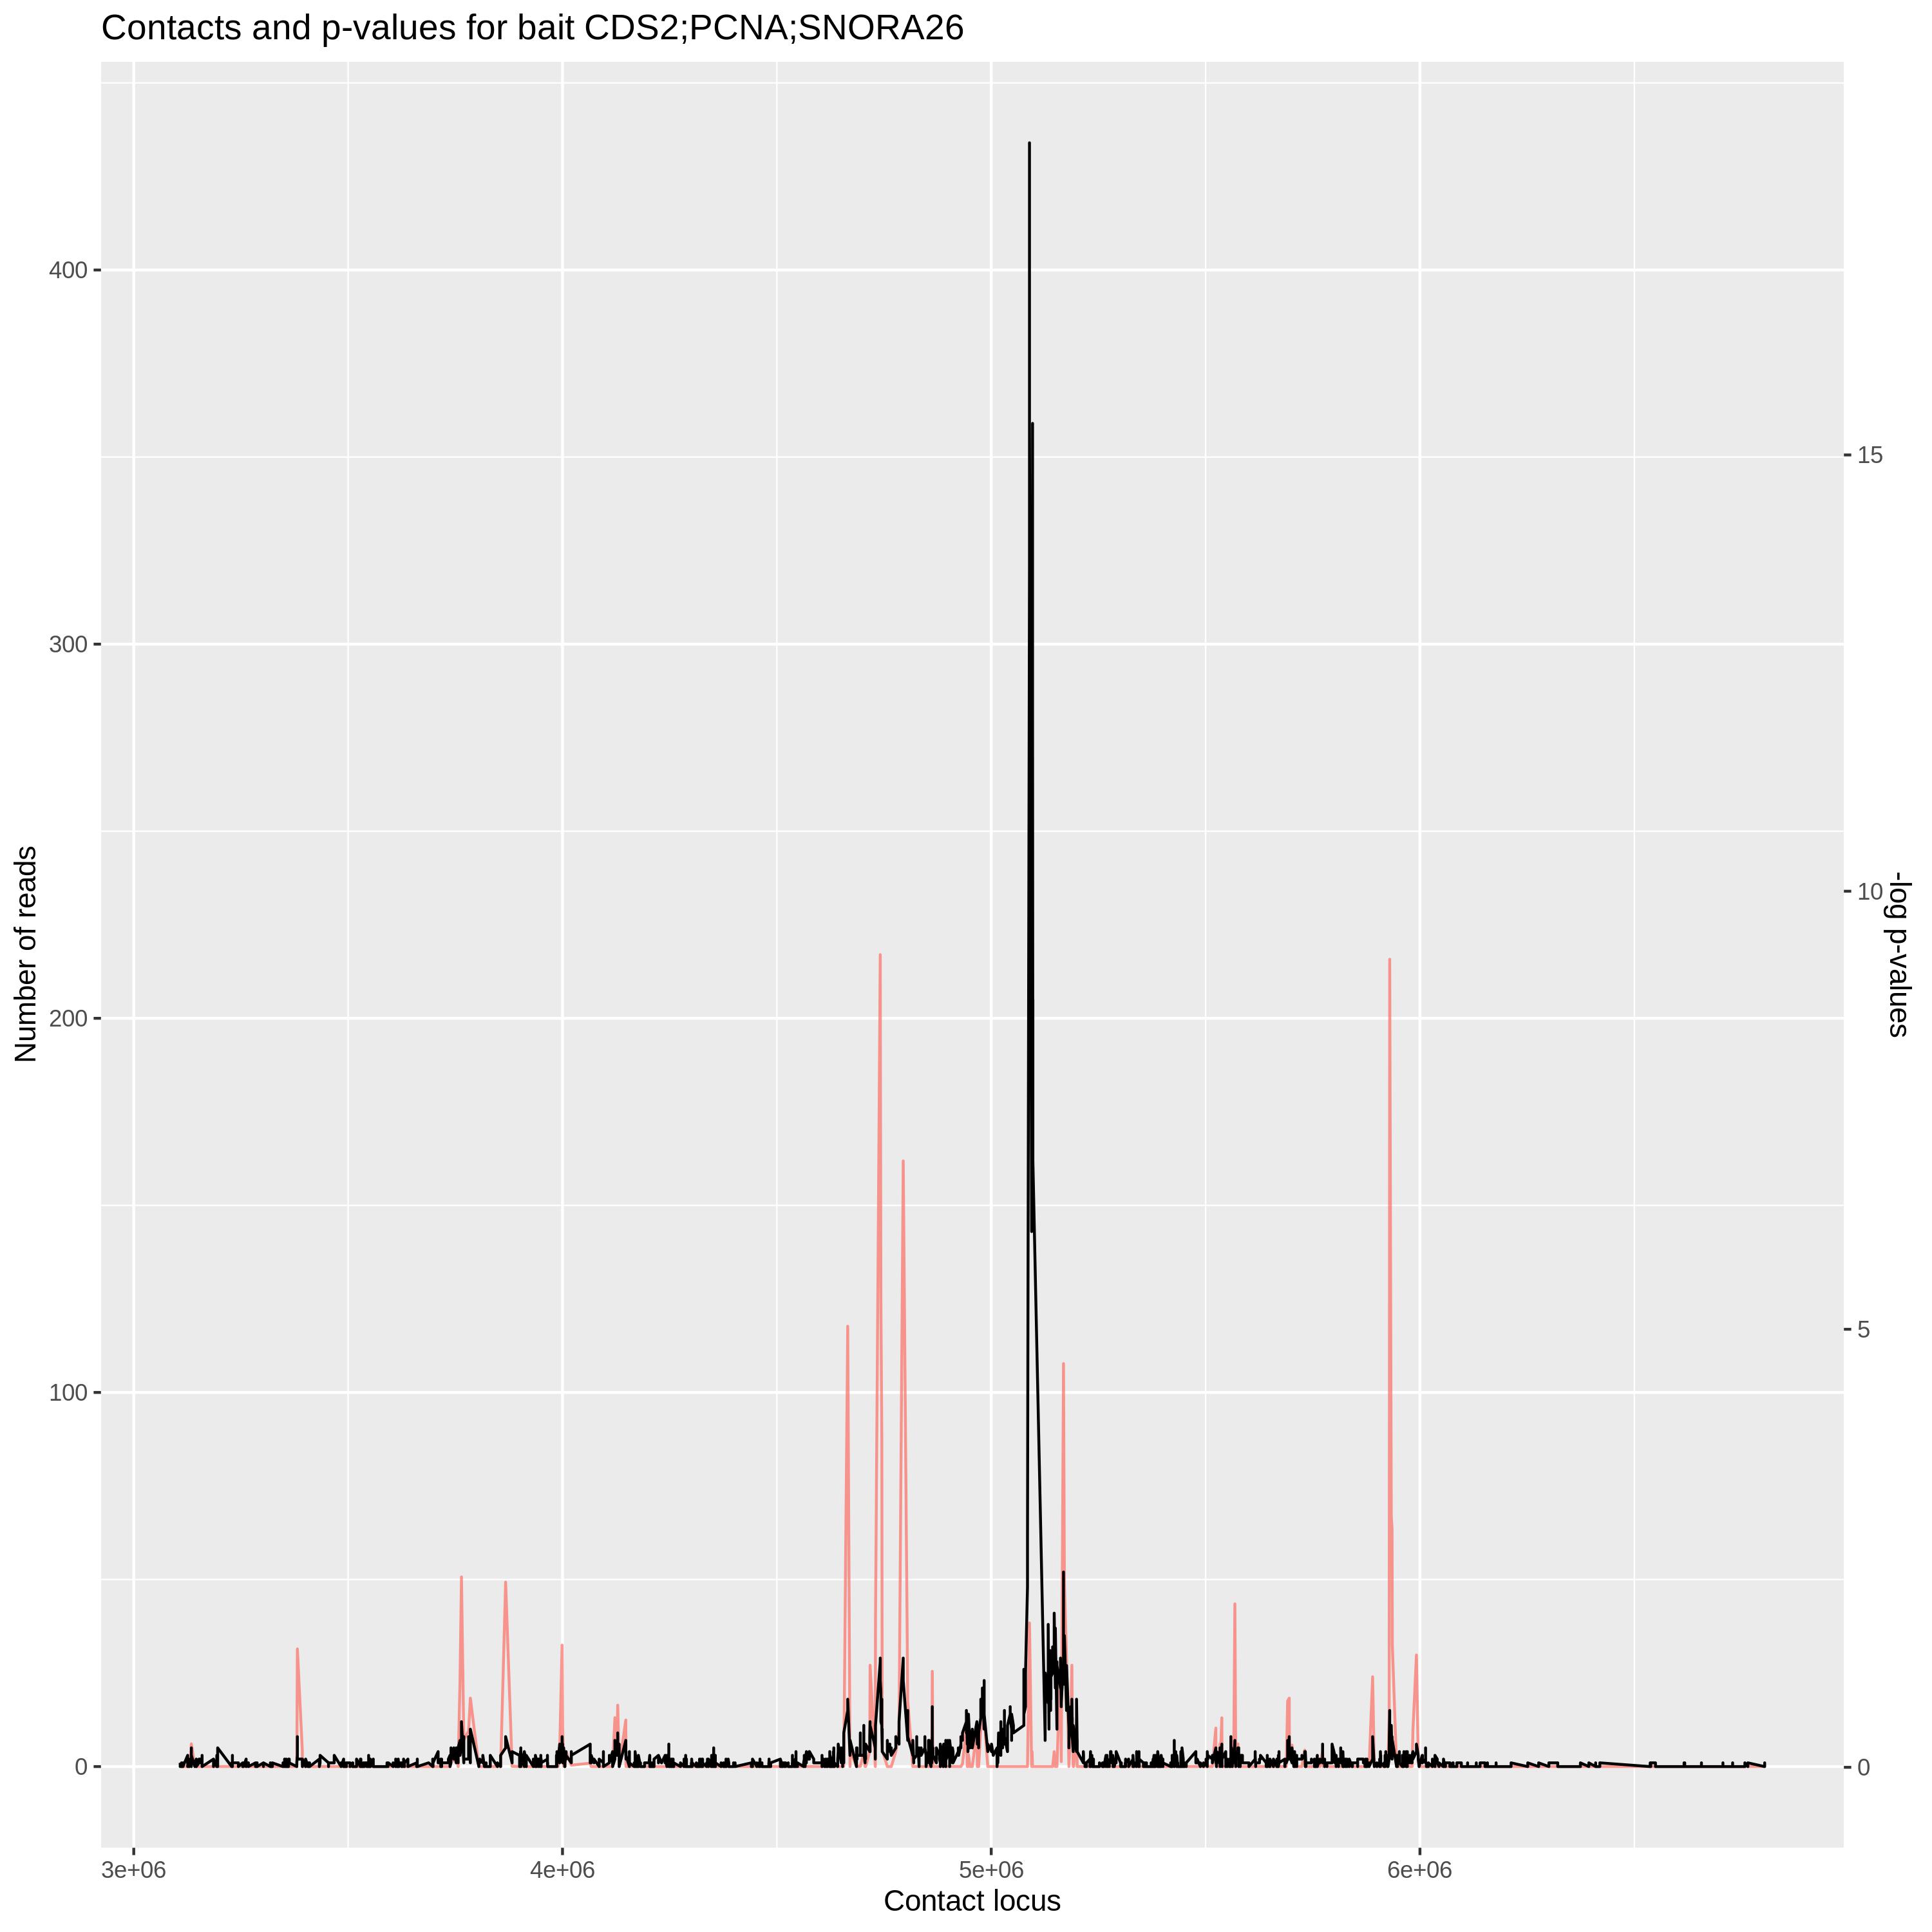 Contacts and p-values for bait CDS2;PCNA;SNORA26
400
300
200
100
0
Number of reads
15
10
5
0
-log p-values
3e+06
4e+06
5e+06
6e+06
Contact locus